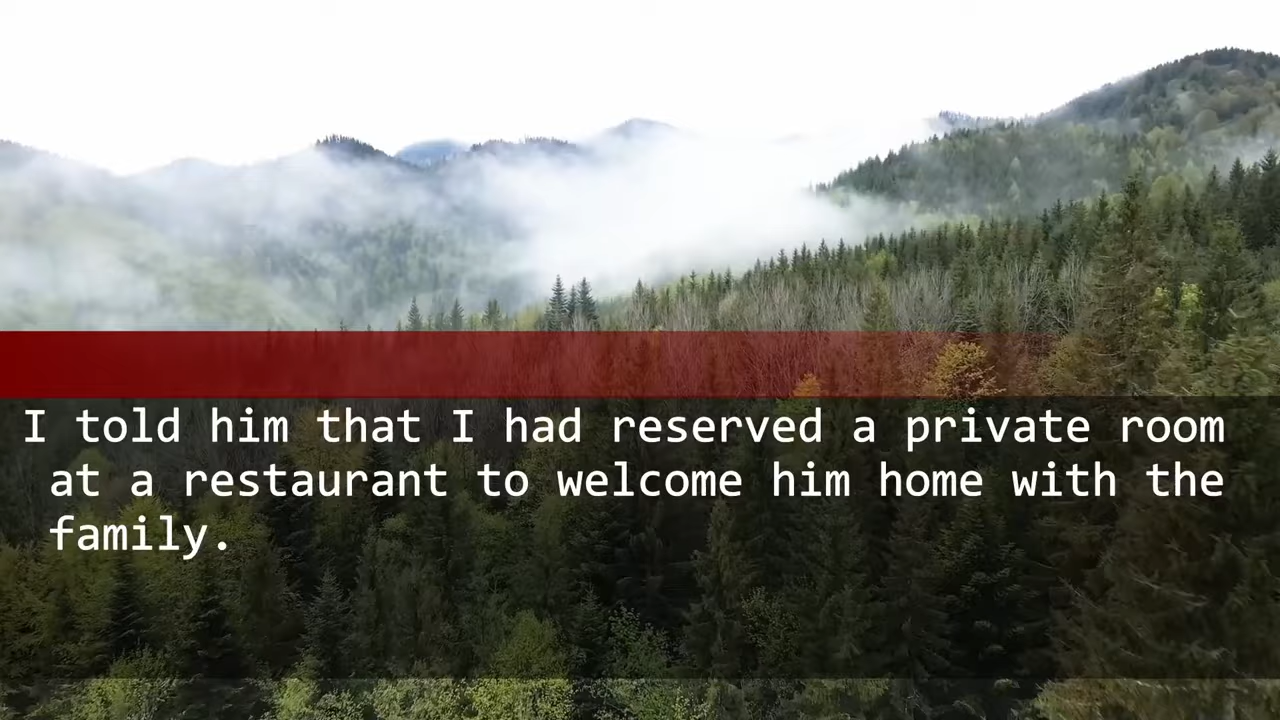 I told him that I had reserved a private room
at a restaurant to welcome him home with the
family.